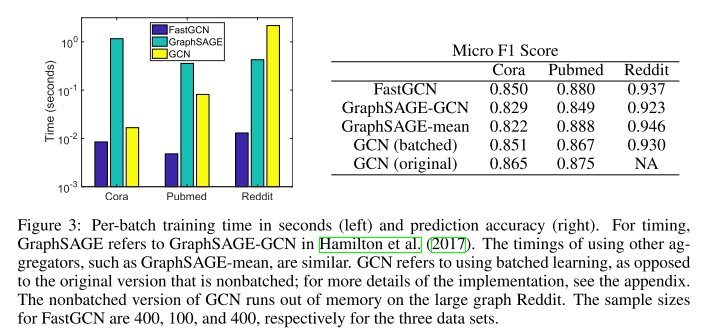 FastGCN
GraphSAGE
GCN
Time (seconds)
10^0
10^-1
10^-2
10^-3
Cora Pubmed Reddit
Micro F1 Score
Cora Pubmed Reddit
FastGCN 0.850 0.880 0.937
GraphSAGE-GCN 0.829 0.849 0.923
GraphSAGE-mean 0.822 0.888 0.946
GCN (batched) 0.851 0.867 0.930
GCN (original) 0.865 0.875 NA
Figure 3: Per-batch training time in seconds (left) and prediction accuracy (right). For timing,
GraphSAGE refers to GraphSAGE-GCN in Hamilton et al. (2017). The timings of using other ag-
gregators, such as GraphSAGE-mean, are similar. GCN refers to using batched learning, as opposed
to the original version that is nonbatched; for more details of the implementation, see the appendix.
The nonbatched version of GCN runs out of memory on the large graph Reddit. The sample sizes
for FastGCN are 400, 100, and 400, respectively for the three data sets.